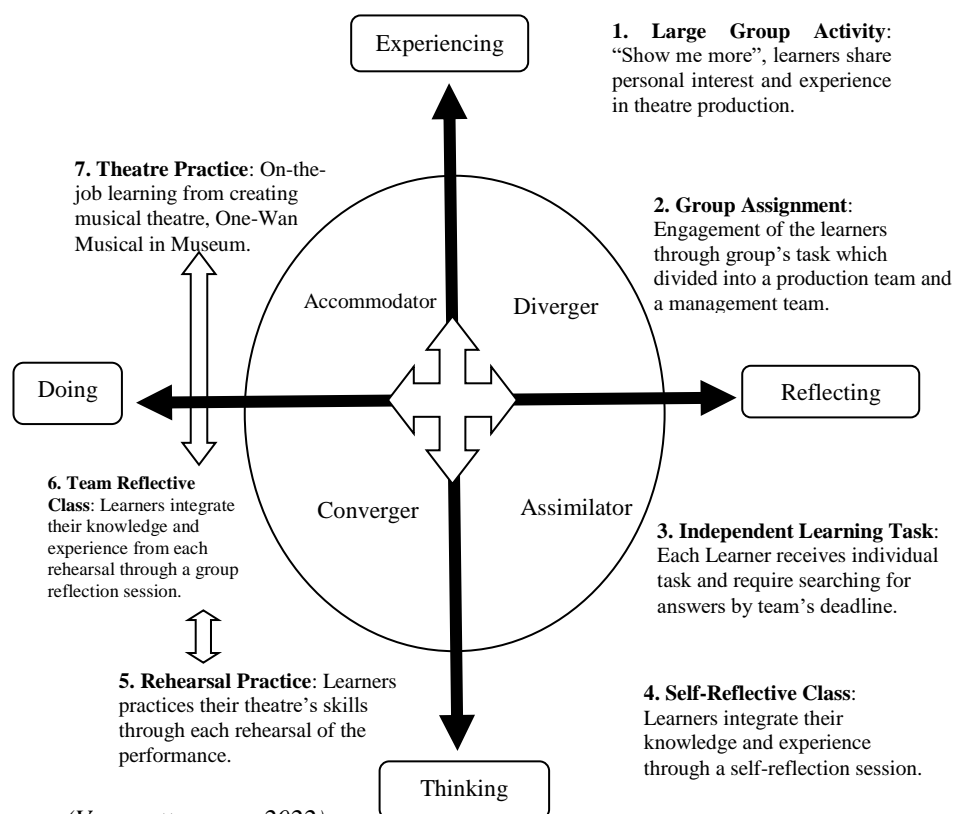 Experiencing
1. Large Group Activity:
“Show me more”, learners share
personal interest and experience
in theatre production.
7. Theatre Practice: On-the-
job learning from creating
musical theatre, One-Wan
Musical in Museum.
2. Group Assignment:
Engagement of the learners
through group’s task which
divided into a production team and
a management team.
Accommodator
Diverger
Doing
Reflecting
6. Team Reflective
Class: Learners integrate
their knowledge and
experience from each
rehearsal through a group
reflection session.
Converger
Assimilator
3. Independent Learning Task:
Each Learner receives individual
task and require searching for
answers by team’s deadline.
5. Rehearsal Practice: Learners
practices their theatre’s skills
through each rehearsal of the
performance.
4. Self-Reflective Class:
Learners integrate their
knowledge and experience
through a self-reflection session.
Thinking
2022)